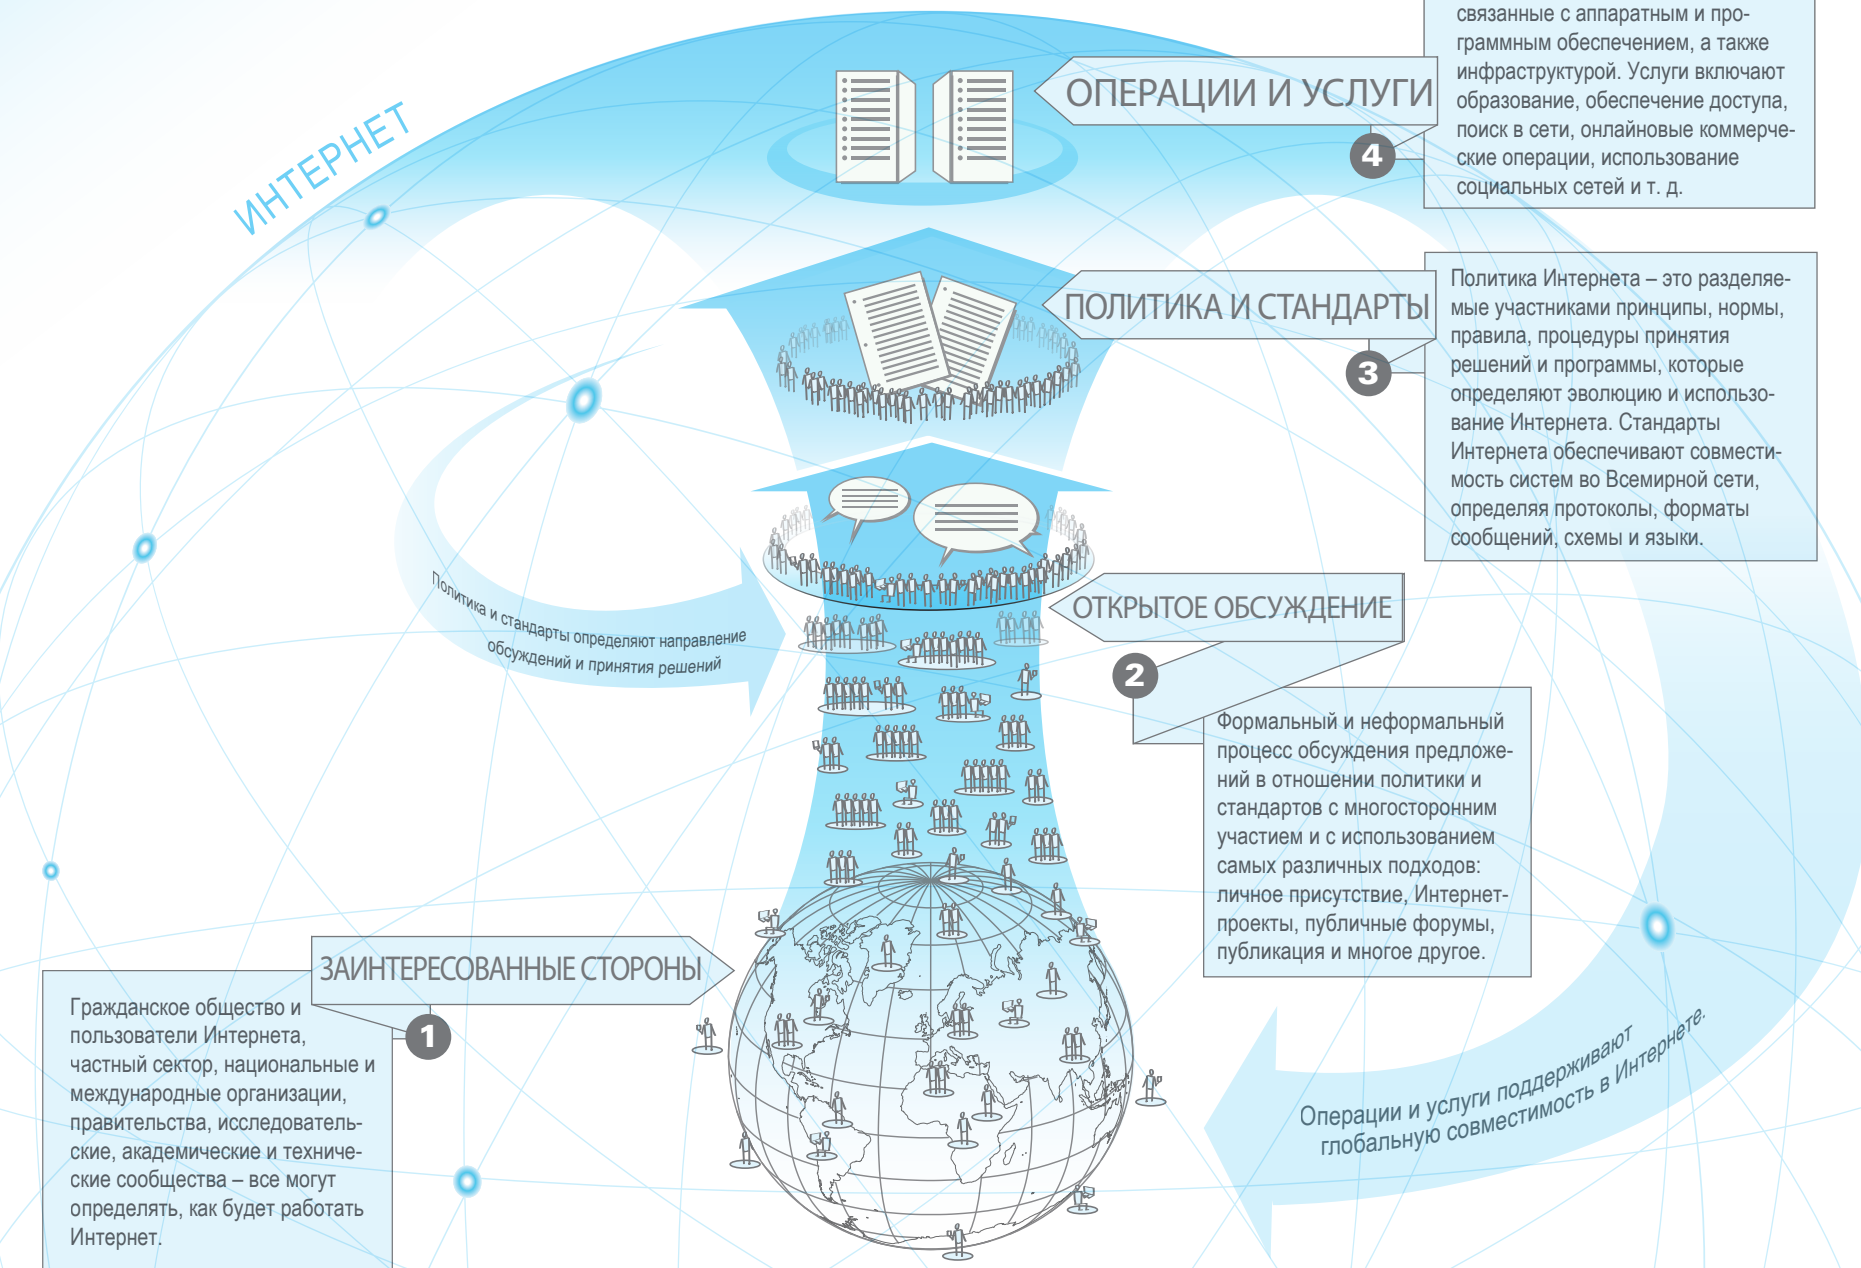 связанные с аппаратным и про-
граммным обеспечением, а также
инфраструктурой. Услуги включают
образование, обеспечение доступа,
поиск в сети, онлайновые коммерче-
ские операции, использование
социальных сетей и т. д.
ОПЕРАЦИИ И УСЛУГИ
4
ИНТЕРНЕТ
ПОЛИТИКА И СТАНДАРТЫ
3
Политика Интернета – это разделяе-
мые участниками принципы, нормы,
правила, процедуры принятия
решений и программы, которые
определяют эволюцию и использо-
вание Интернета. Стандарты
Интернета обеспечивают совмести-
мость систем во Всемирной сети,
определяя протоколы, форматы
сообщений, схемы и языки.
Политика и стандарты определяют направление
обсуждений и принятия решений
ОТКРЫТОЕ ОБСУЖДЕНИЕ
2
Формальный и неформальный
процесс обсуждения предложе-
ний в отношении политики и
стандартов с многосторонним
участием и с использованием
самых различных подходов:
личное присутствие, Интернет-
проекты, публичные форумы,
публикация и многое другое.
ЗАИНТЕРЕСОВАННЫЕ СТОРОНЫ
1
Гражданское общество и
пользователи Интернета,
частный сектор, национальные и
международные организации,
правительства, исследователь-
ские, академические и техниче-
ские сообщества – все могут
определять, как будет работать
Интернет.
Операции и услуги поддерживают
глобальную совместимость в Интернете.